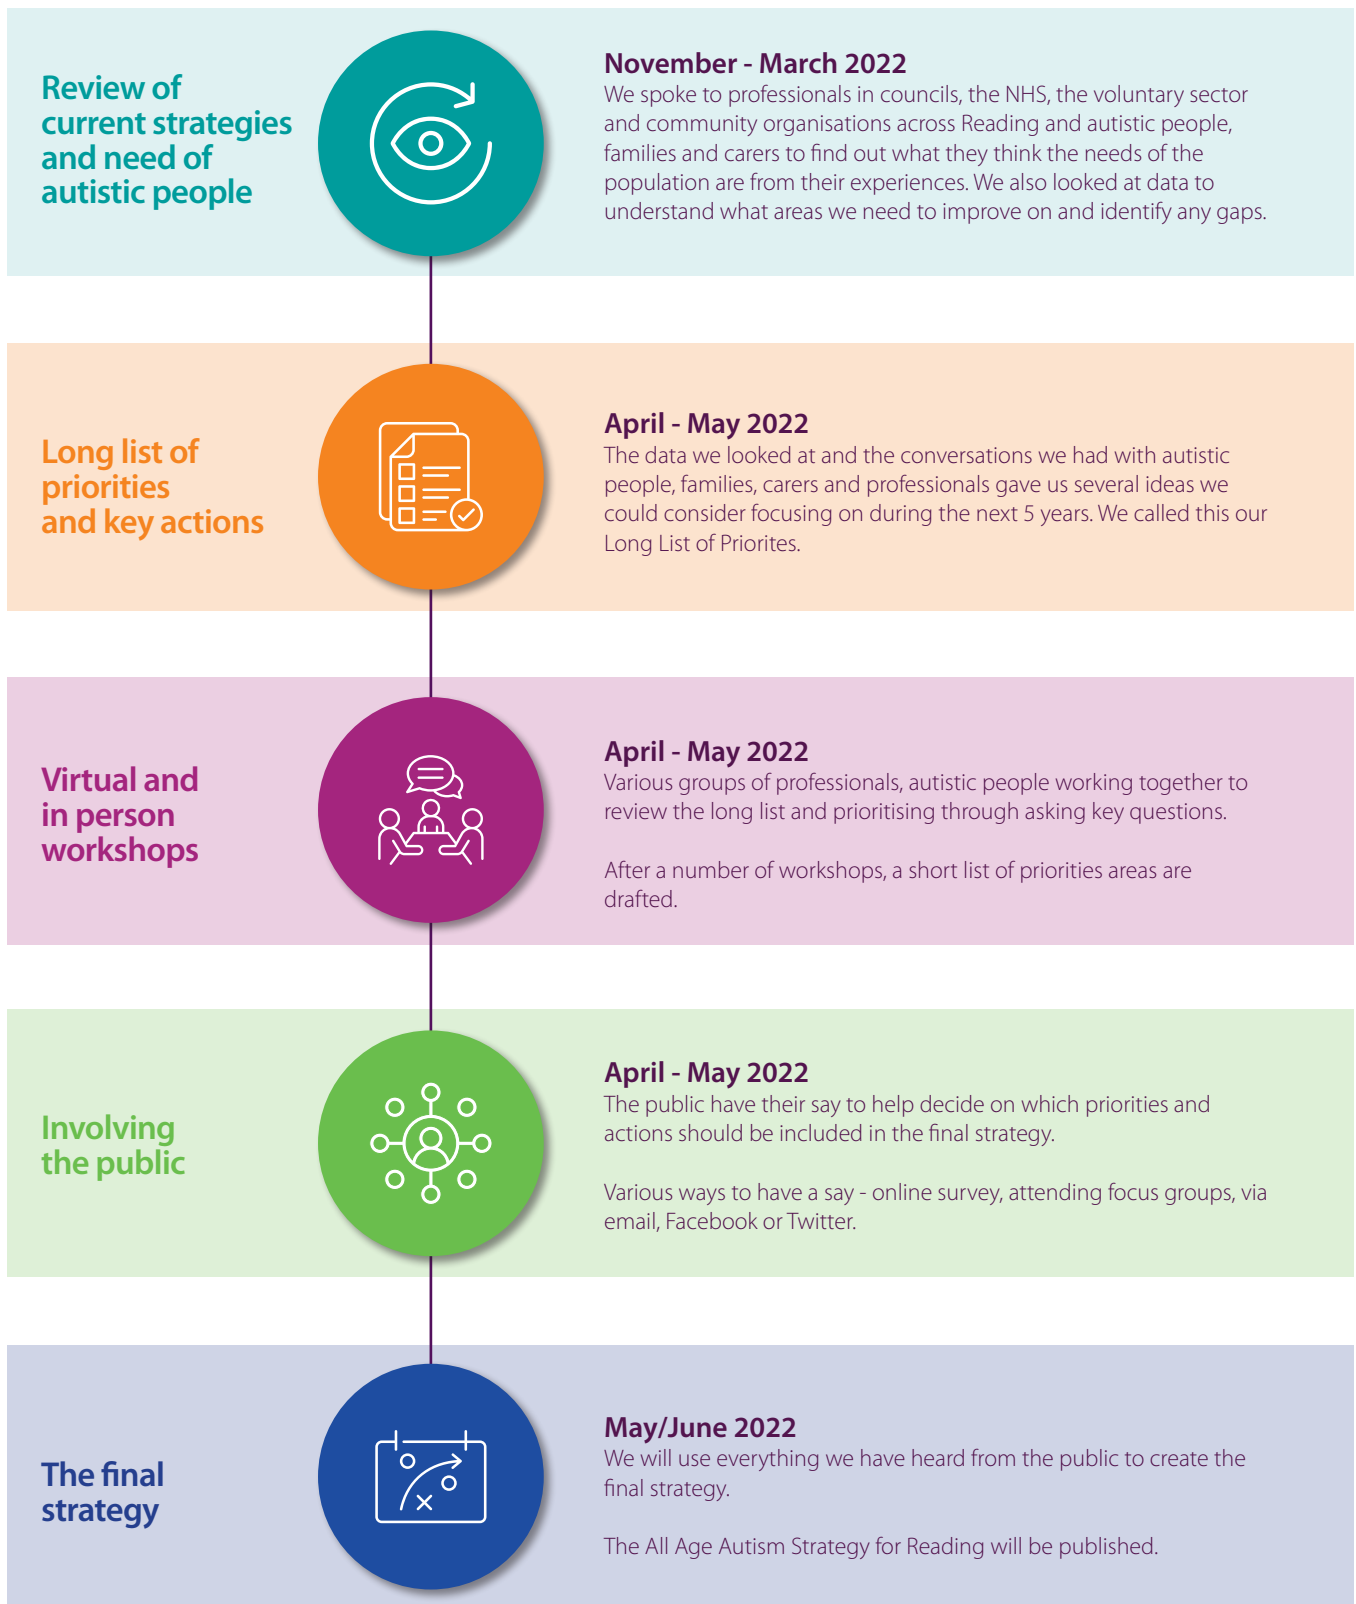 Review of
current strategies
and need of
autistic people
November - March 2022
We spoke to professionals in councils, the NHS, the voluntary sector
and community organisations across Reading and autistic people,
families and carers to find out what they think the needs of the
population are from their experiences. We also looked at data to
understand what areas we need to improve on and identify any gaps.
Long list of
priorities
and key actions
April - May 2022
The data we looked at and the conversations we had with autistic
people, families, carers and professionals gave us several ideas we
could consider focusing on during the next 5 years. We called this our
Long List of Priorites.
Virtual and
in person
workshops
April - May 2022
Various groups of professionals, autistic people working together to
review the long list and prioritising through asking key questions.
After a number of workshops, a short list of priorities areas are
drafted.
Involving
the public
April - May 2022
The public have their say to help decide on which priorities and
actions should be included in the final strategy.
Various ways to have a say - online survey, attending focus groups, via
email, Facebook or Twitter.
The final
strategy
May/June 2022
We will use everything we have heard from the public to create the
final strategy.
The All Age Autism Strategy for Reading will be published.